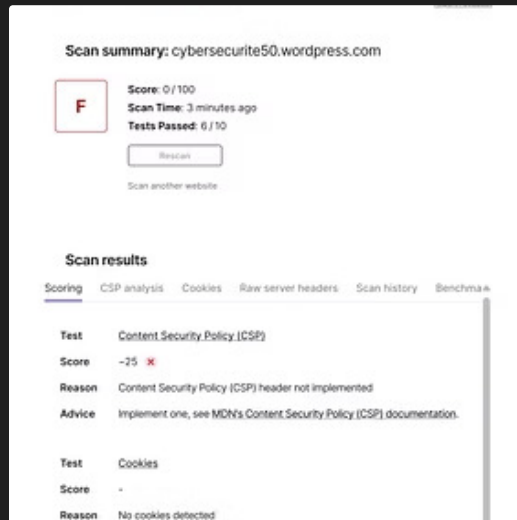 Scan summary: cybersecurite50.wordpress.com
F
Score: 0/100
Scan Time: 3 minutes ago
Tests Passed: 6/10
Rescan
Scan another website
Scan results
Scoring CSP analysis Cookies Raw server headers Scan history Benchma
Test Content Security Policy (CSP)
Score -25
Reason Content Security Policy (CSP) header not implemented
Advice Implement one, see MDN's Content Security Policy (CSP) documentation.
Test Cookies
Score -
Reason No cookies detected